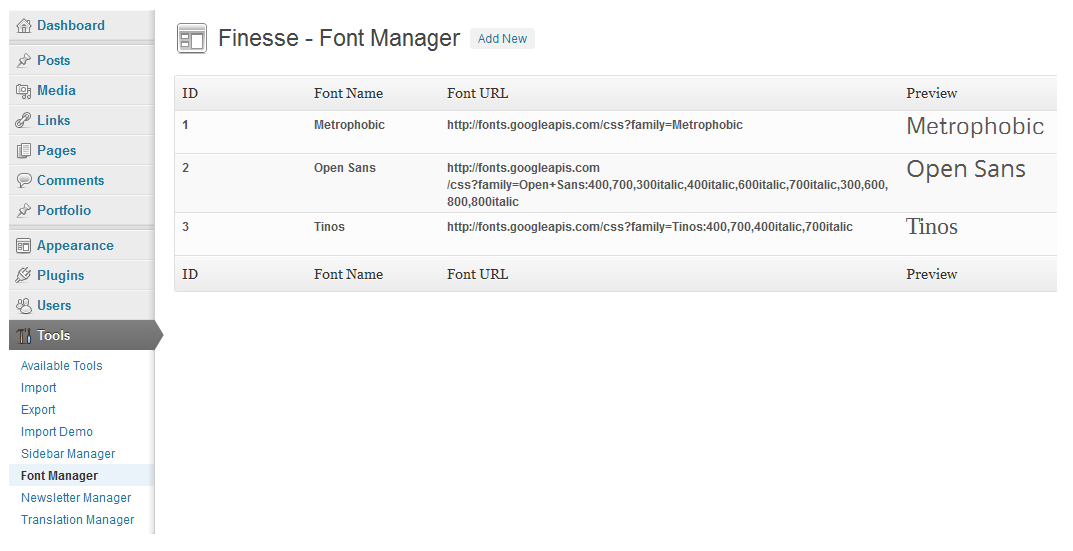 Dashboard
Posts
Media
Links
Pages
Comments
Portfolio
Appearance
Plugins
Users
Tools
Available Tools
Import
Export
Import Demo
Sidebar Manager
Font Manager
Newsletter Manager
Translation Manager
Finesse - Font Manager Add New
ID Font Name Font URL Preview
1 Metrophobic http://fonts.googleapis.com/css?family=Metrophobic Metrophobic
2 Open Sans http://fonts.googleapis.com Open Sans
/css?family=Open+Sans:400,700,300italic,400italic,600italic,700italic,300,600,
800,800italic
3 Tinos http://fonts.googleapis.com/css?family=Tinos:400,700,400italic,700italic Tinos
ID Font Name Font URL Preview